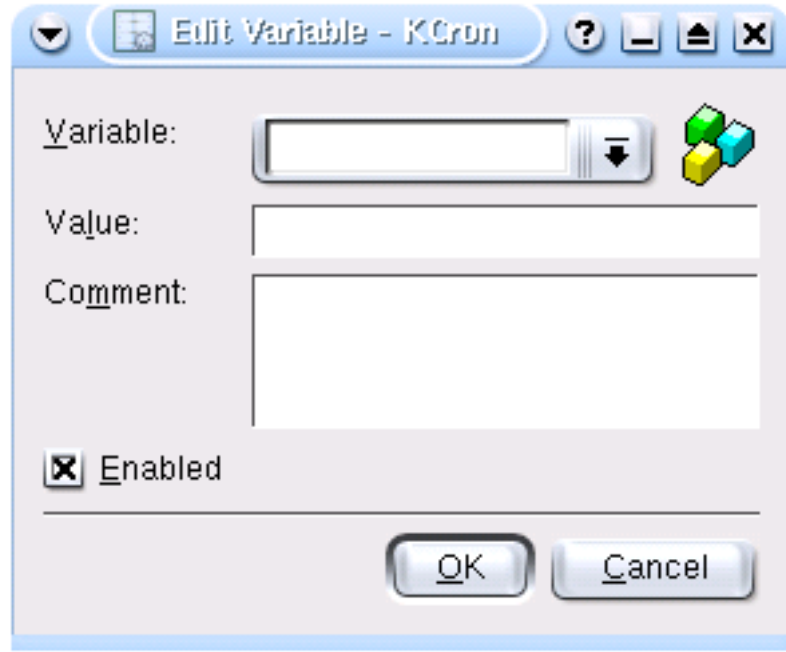 Edit Variable - KCron
Variable:
Value:
Comment:
Enabled
OK Cancel